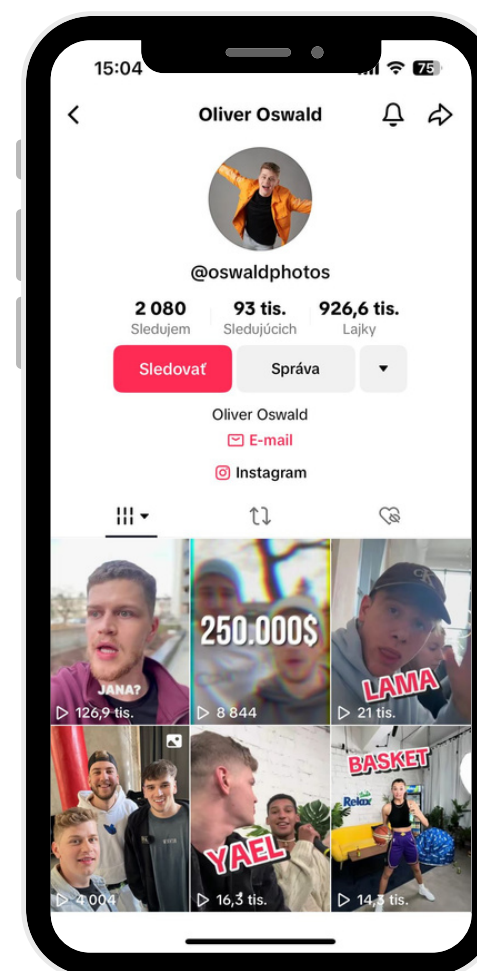 15:04
75
Oliver Oswald
@oswaldphotos
2 080 93 tis. 926,6 tis.
Sledujem Sledujúcich Lajky
Sledovať Správa
Oliver Oswald
E-mail
Instagram
JANA?
126,9 tis.
250.000$
8 844
CK
LAMA
21 tis.
4 004
YAEL
16,3 tis.
BASKET
Relax
14,3 tis.